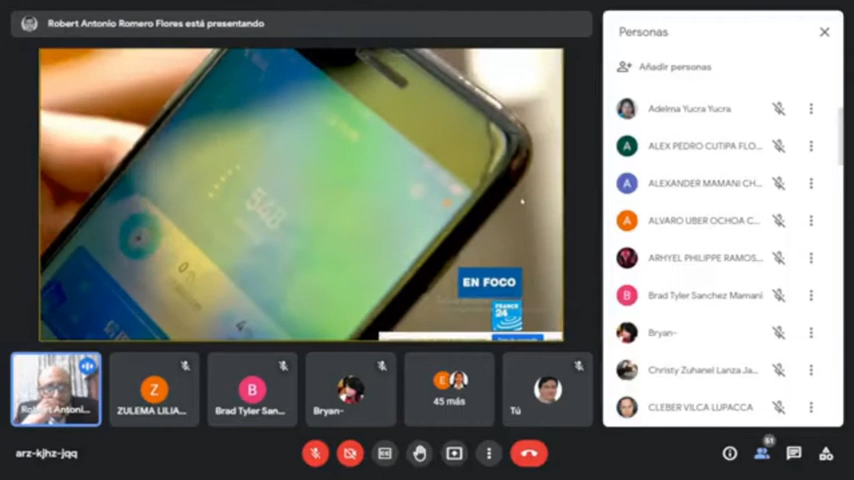 Robert Antonio Romero Flores está presentando
548
EN FOCO
FRANCE
24
Robert Antoni...
ZULEMA LILIA...
Brad Tyler San...
Bryan-
45 más
Tú
arz-kjhz-jqq
Personas
Añadir personas
Adelma Yucra Yucra
ALEX PEDRO CUTIPA FLO...
ALEXANDER MAMANI CH...
ALVARO UBER OCHOA C...
ARHYEL PHILIPPE RAMOS...
Brad Tyler Sanchez Mamani
Bryan-
Christy Zuhanel Lanza Ja...
CLEBER VILCA LUPACCA
51